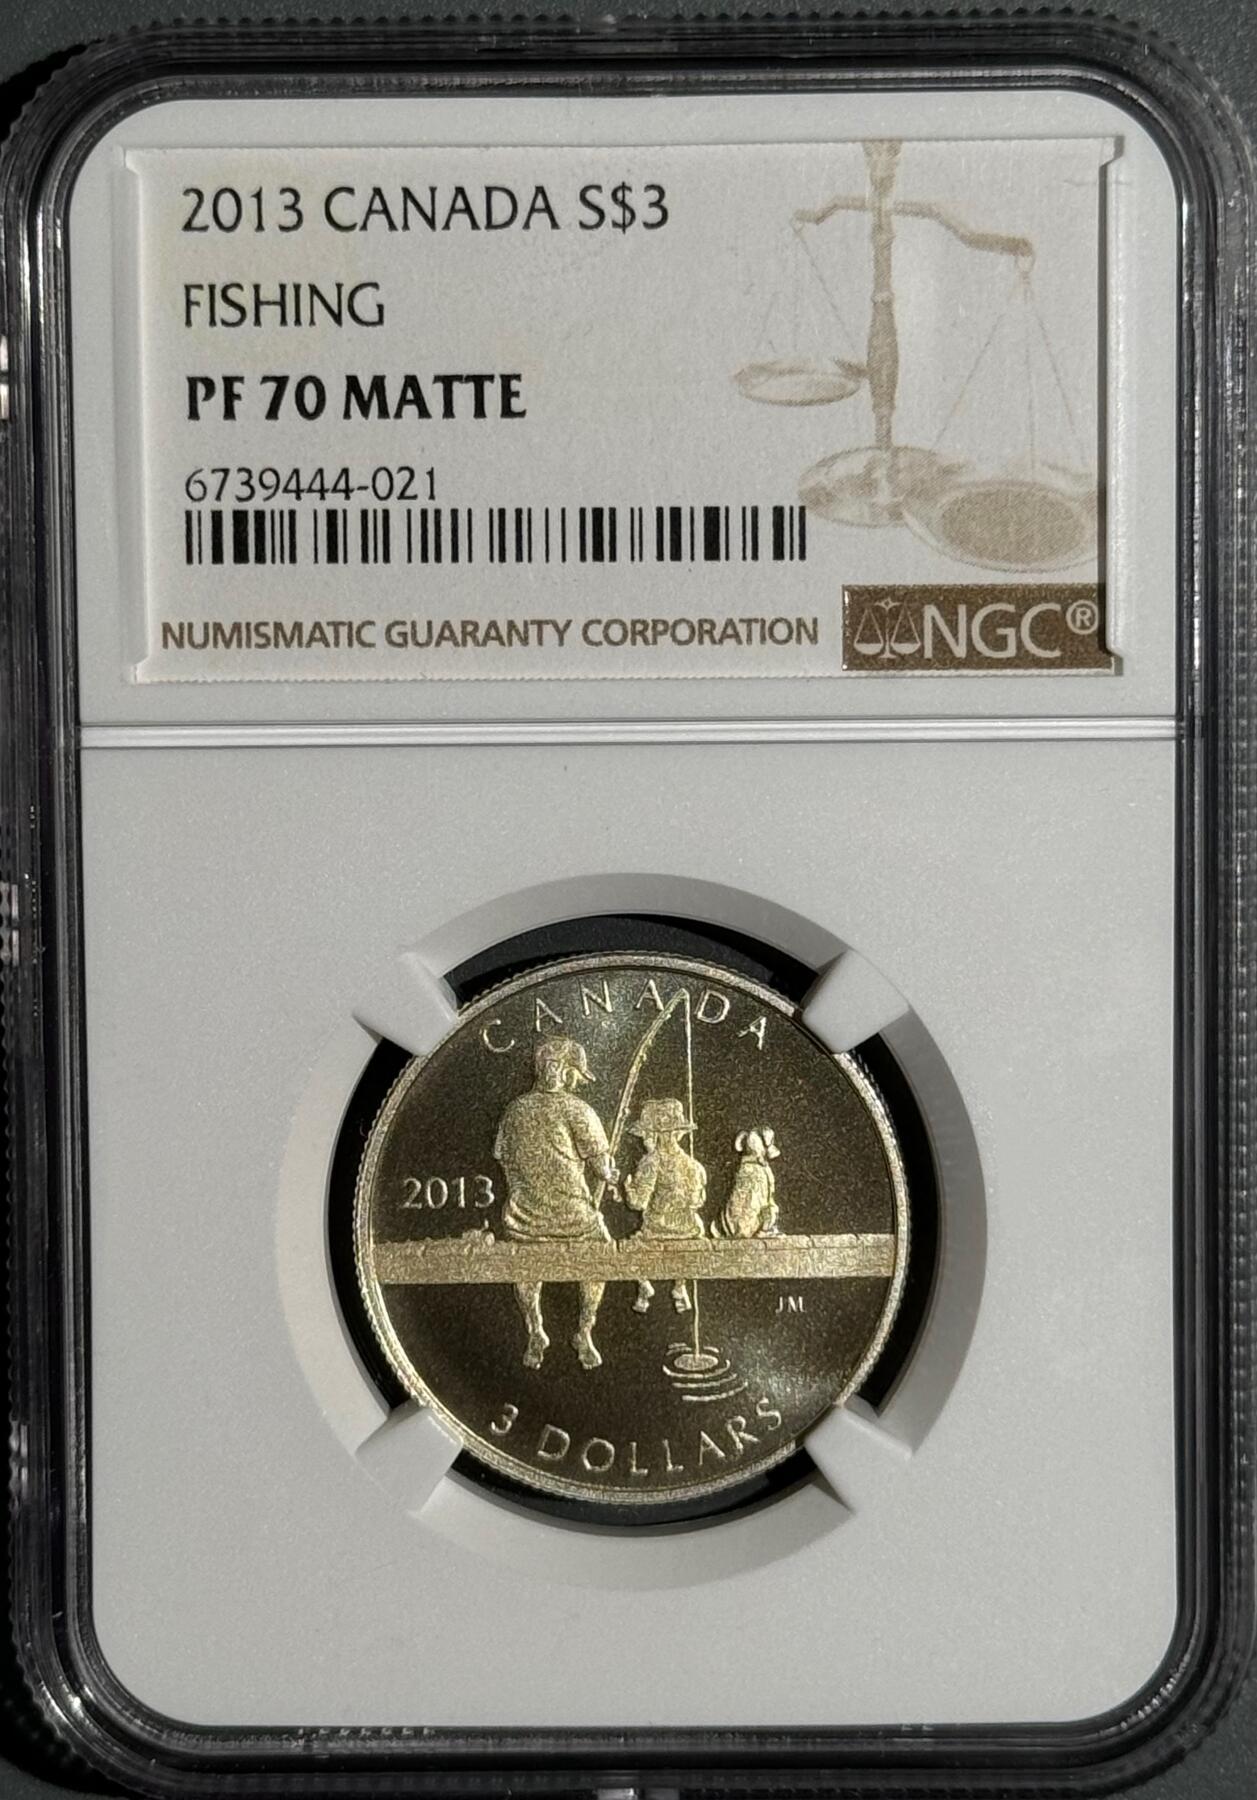 2013 CANADA S$3
FISHING
PF 70 MATTE
6739444-021
NUMISMATIC GUARANTY CORPORATION
NGC®
CANADA
2013
JM
3 DOLLARS